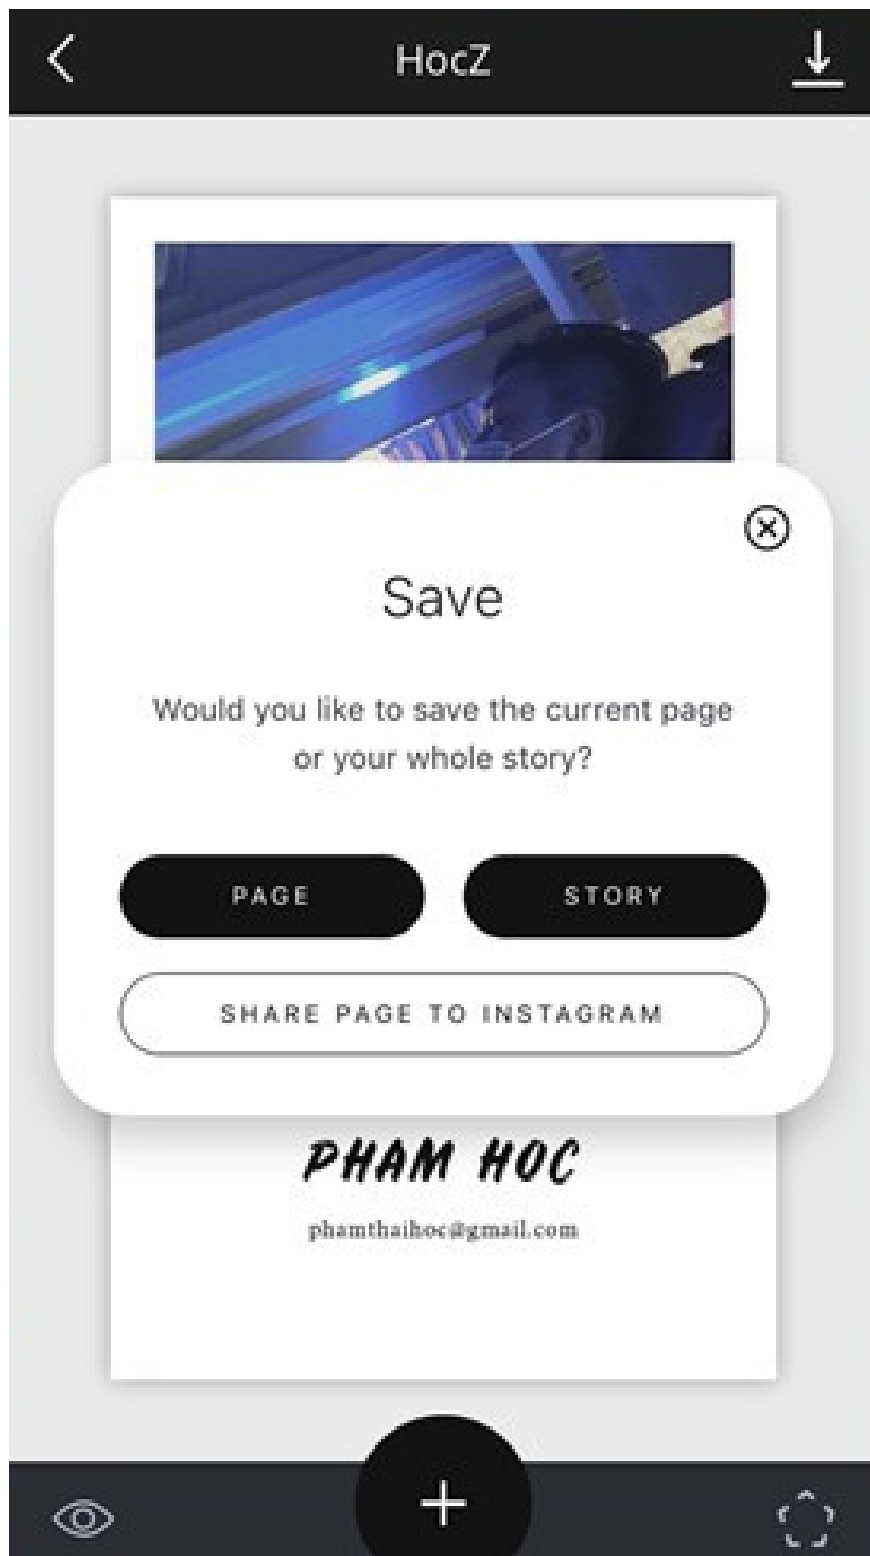 HocZ
Save
Would you like to save the current page
or your whole story?
PAGE
STORY
SHARE PAGE TO INSTAGRAM
PHAM HOC
phamthaihoc@gmail.com